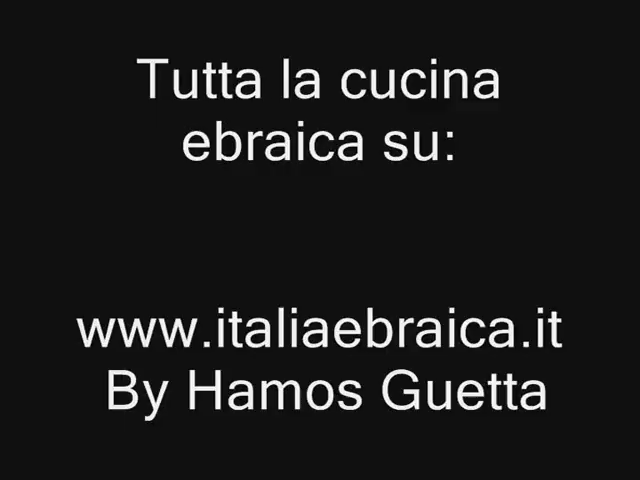 Tutta la cucina
ebraica su:
www.italiaebraica.it
By Hamos Guetta